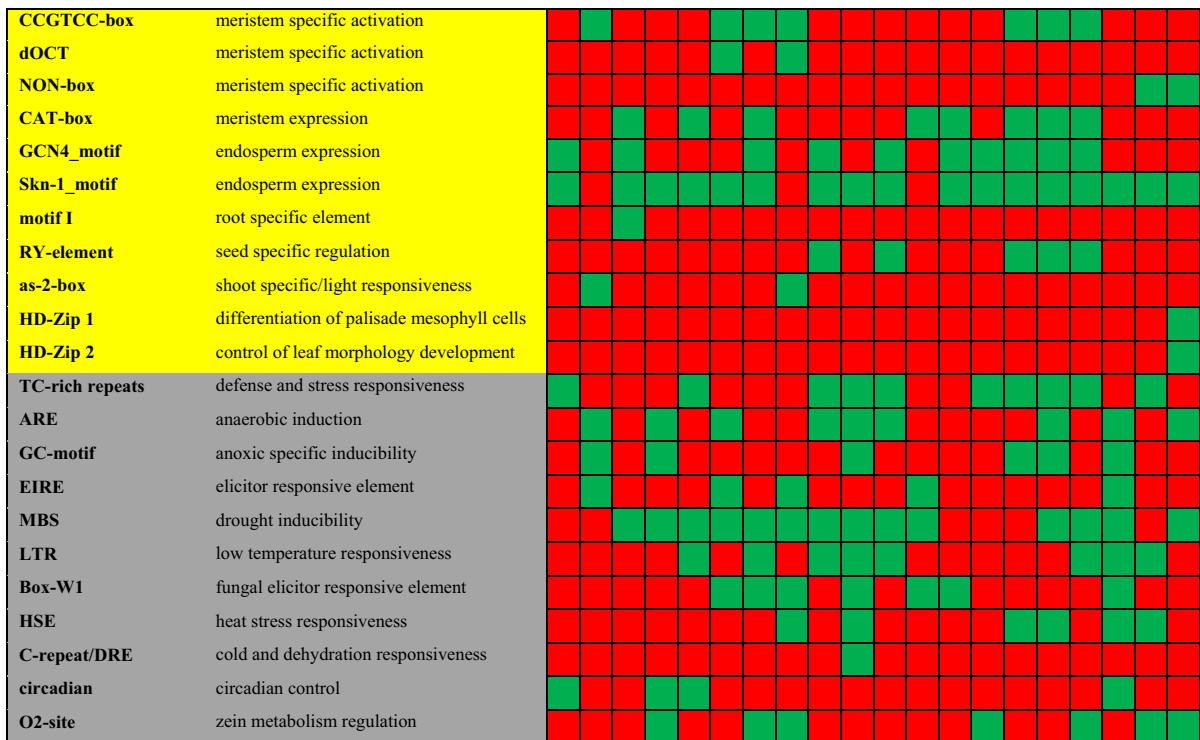 CCGTCC-box meristem specific activation
dOCT meristem specific activation
NON-box meristem specific activation
CAT-box meristem expression
GCN4_motif endosperm expression
Skn-1_motif endosperm expression
motif I root specific element
RY-element seed specific regulation
as-2-box shoot specific/light responsiveness
HD-Zip 1 differentiation of palisade mesophyll cells
HD-Zip 2 control of leaf morphology development
TC-rich repeats defense and stress responsiveness
ARE anaerobic induction
GC-motif anoxic specific inducibility
EIRE elicitor responsive element
MBS drought inducibility
LTR low temperature responsiveness
Box-W1 fungal elicitor responsive element
HSE heat stress responsiveness
C-repeat/DRE cold and dehydration responsiveness
circadian circadian control
O2-site zein metabolism regulation